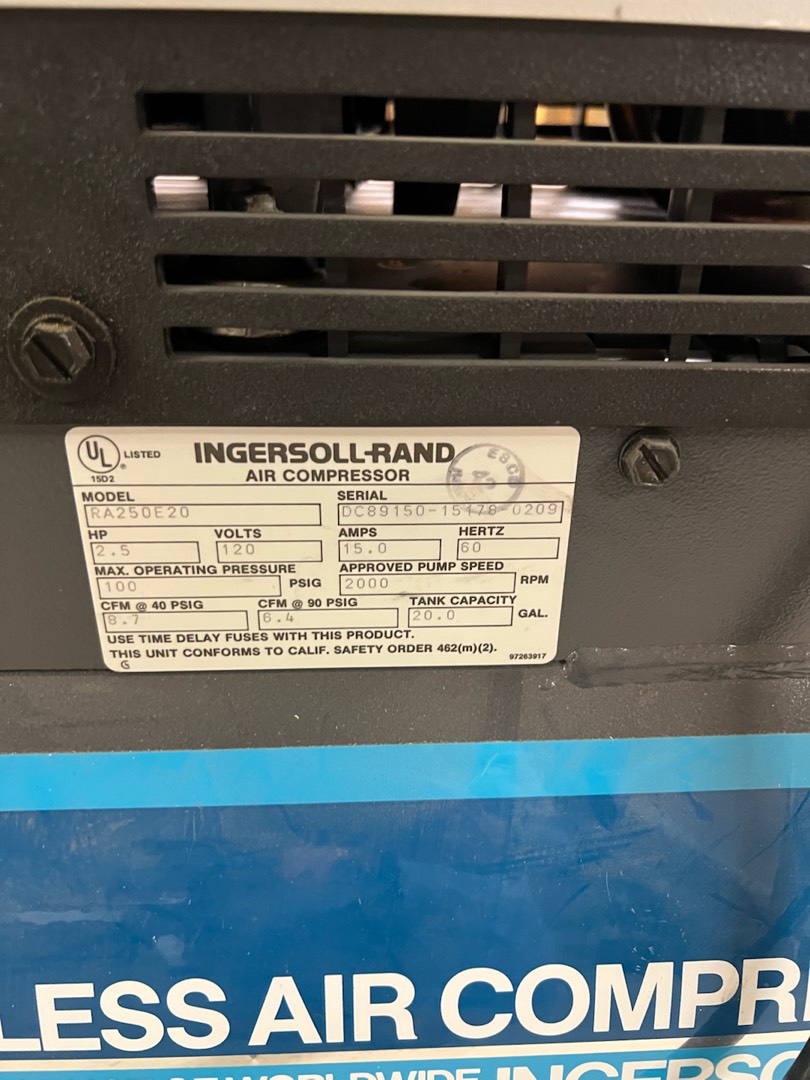 UL® LISTED INGERSOLL-RAND
15D2 AIR COMPRESSOR
MODEL SERIAL
RA250E20 DC89150-15178-0209
HP VOLTS AMPS HERTZ
2.5 120 15.0 60
MAX. OPERATING PRESSURE APPROVED PUMP SPEED
100 PSIG 2000 RPM
CFM @ 40 PSIG CFM @ 90 PSIG TANK CAPACITY
8.7 6.4 20.0 GAL.
USE TIME DELAY FUSES WITH THIS PRODUCT.
THIS UNIT CONFORMS TO CALIF. SAFETY ORDER 462(m)(2). 97263917
LESS AIR COMPR
WORLDWIDE INGERSO